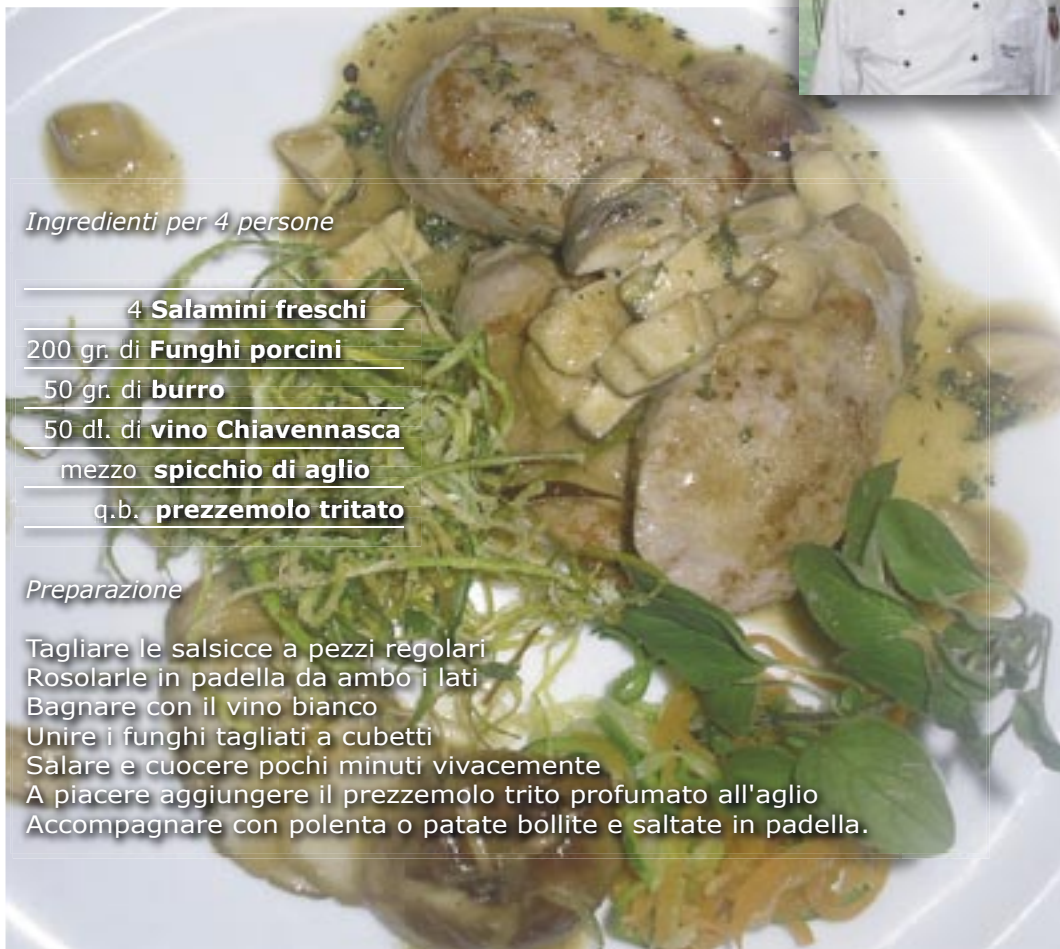 Ingredienti per 4 persone
4 Salamini freschi
200 gr. di Funghi porcini
50 gr. di burro
50 dl. di vino Chiavennasca
mezzo spicchio di aglio
q.b. prezzemolo tritato
Preparazione
Tagliare le salsicce a pezzi regolari
Rosolarle in padella da ambo i lati
Bagnare con il vino bianco
Unire i funghi tagliati a cubetti
Salare e cuocere pochi minuti vivacemente
A piacere aggiungere il prezzemolo trito profumato all'aglio
Accompagnare con polenta o patate bollite e saltate in padella.